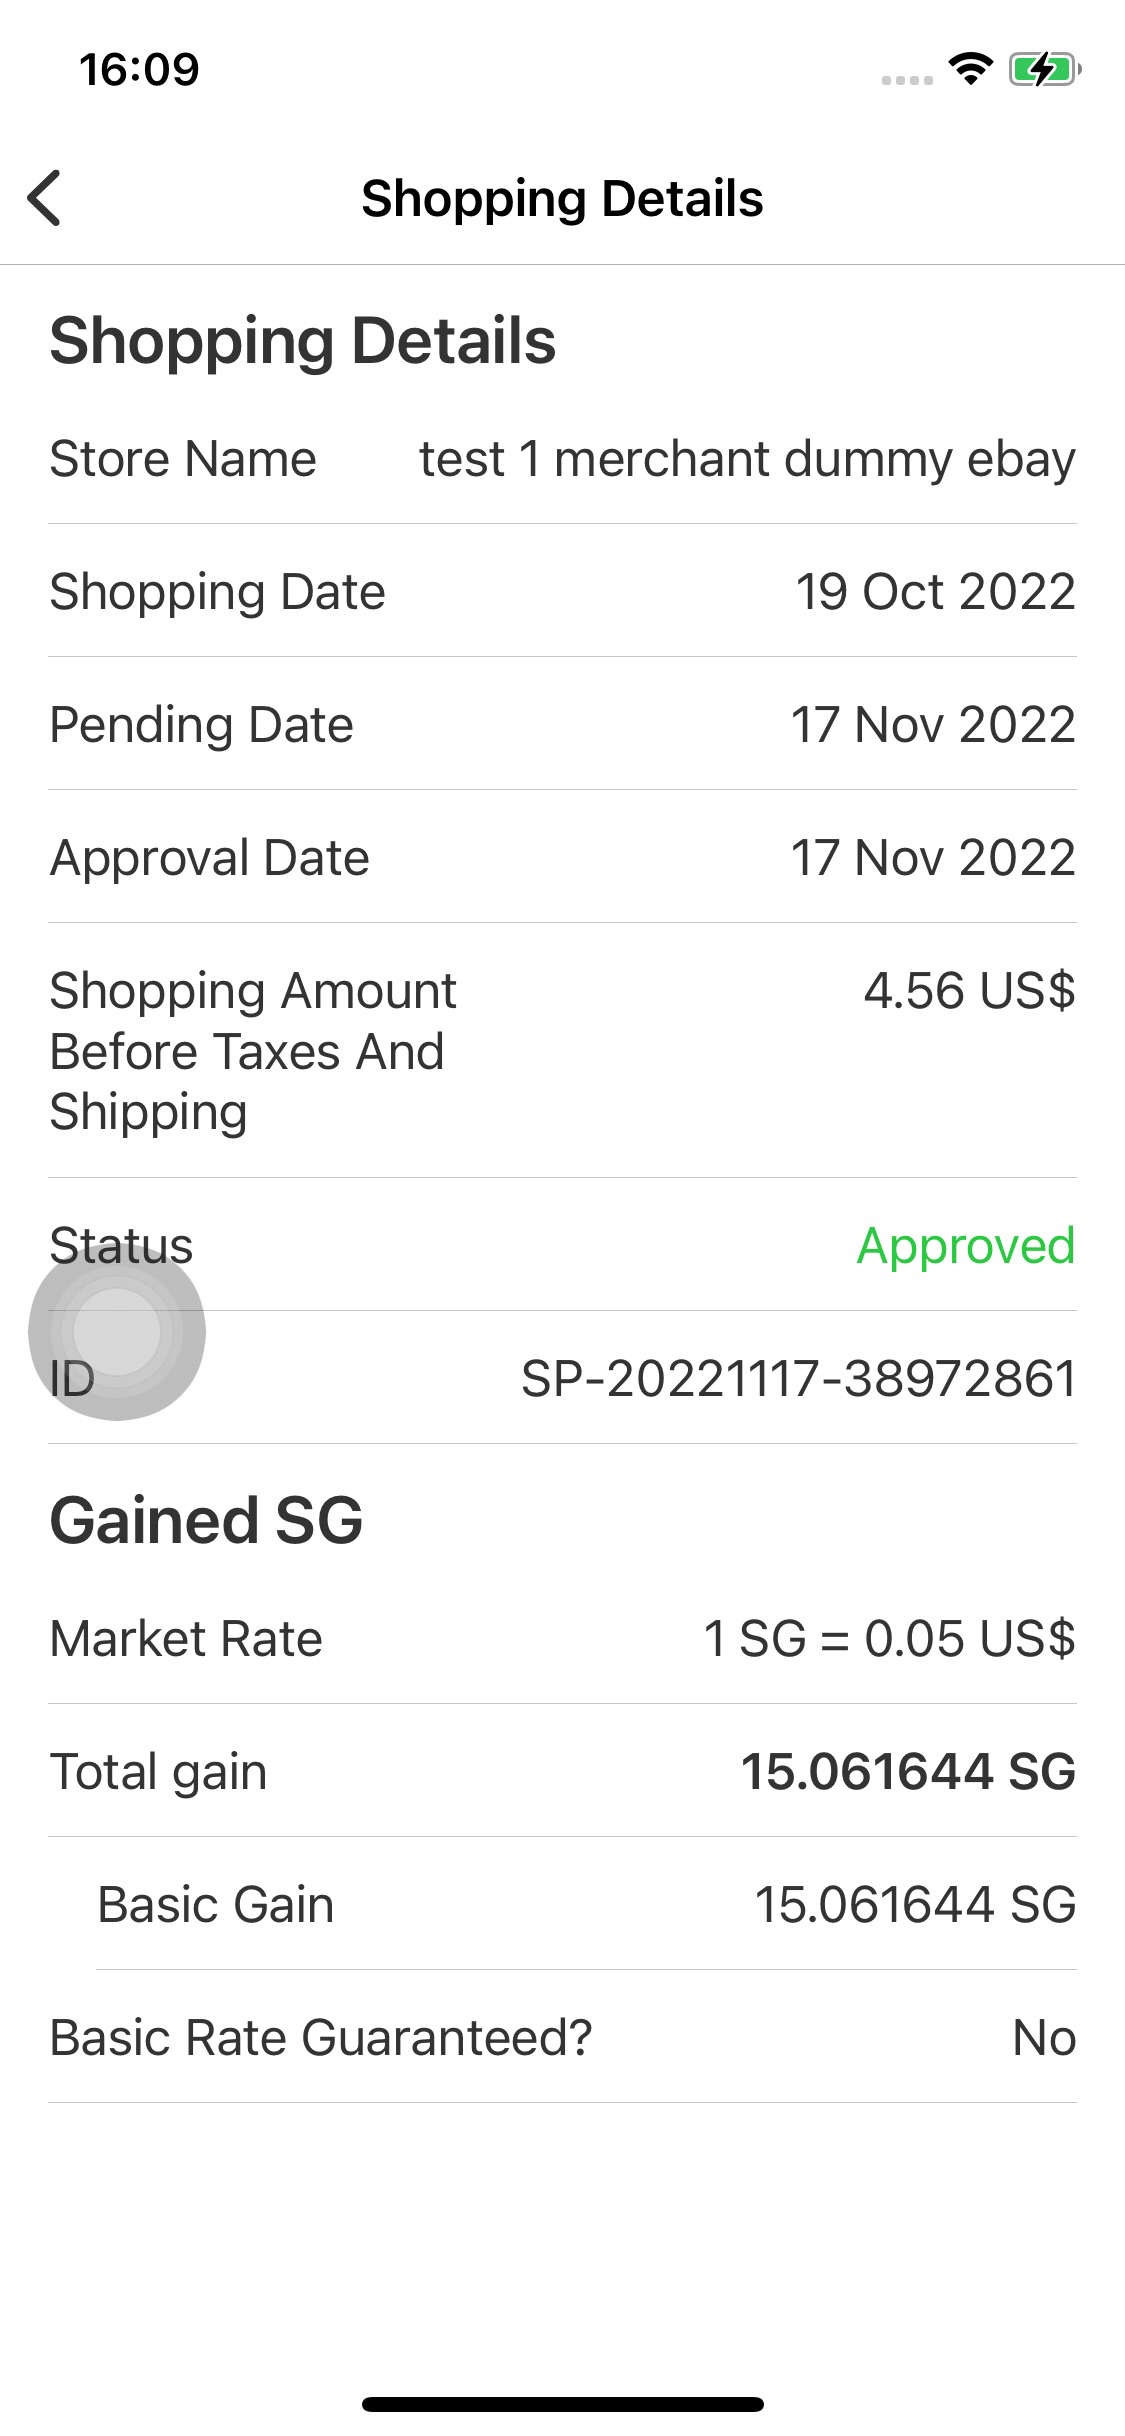 16:09
Shopping Details
Shopping Details
Store Name test 1 merchant dummy ebay
Shopping Date 19 Oct 2022
Pending Date 17 Nov 2022
Approval Date 17 Nov 2022
Shopping Amount 4.56 US$
Before Taxes And
Shipping
Status Approved
ID SP-20221117-38972861
Gained SG
Market Rate 1 SG = 0.05 US$
Total gain 15.061644 SG
Basic Gain 15.061644 SG
Basic Rate Guaranteed? No